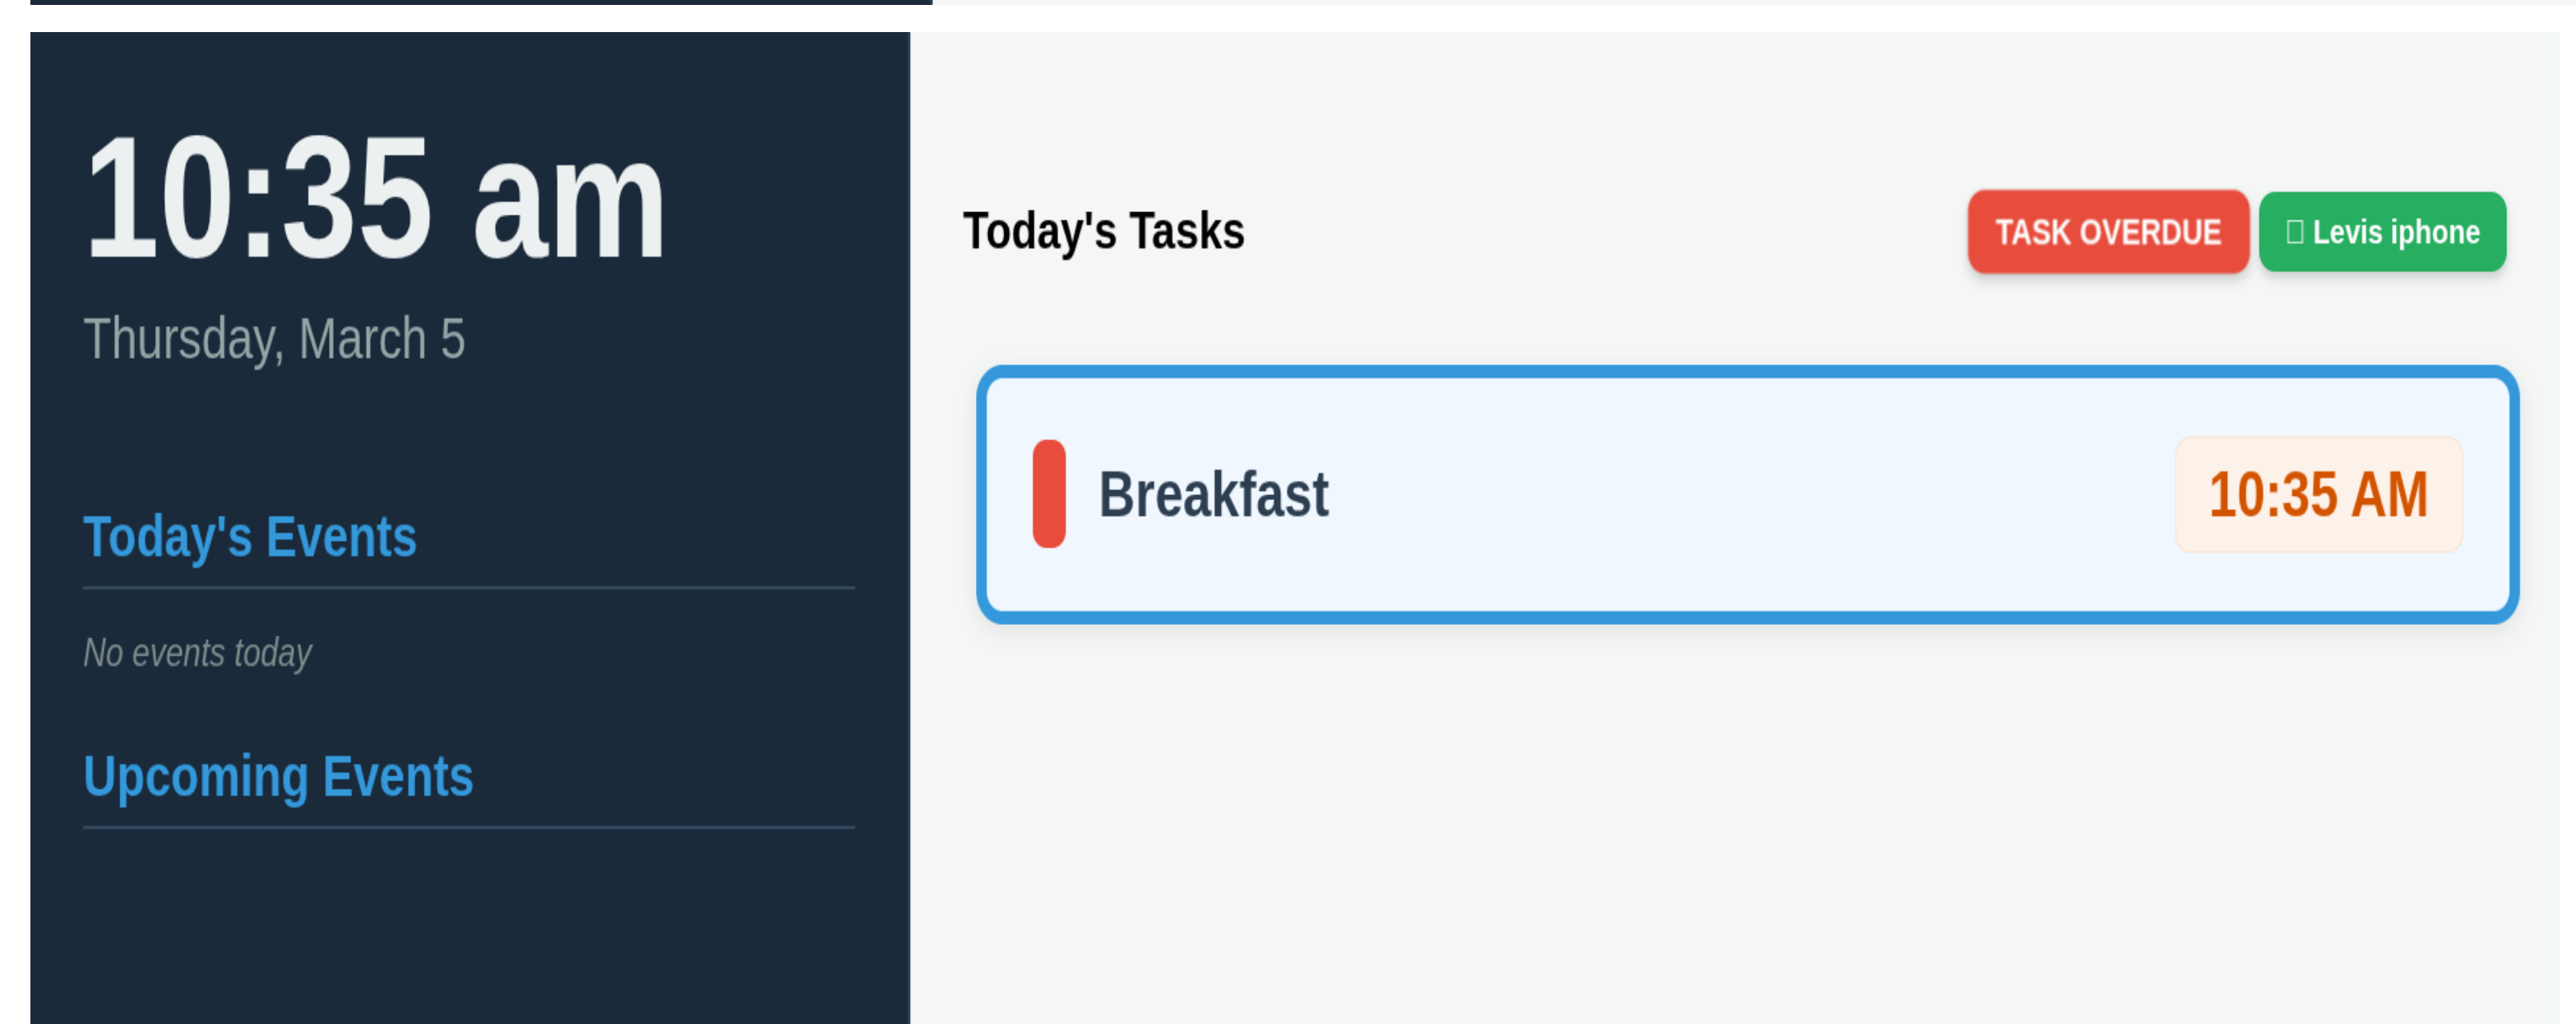 10:35 am
Thursday, March 5
Today's Events
No events today
Upcoming Events
Today's Tasks
TASK OVERDUE
Levis iphone
Breakfast
10:35 AM